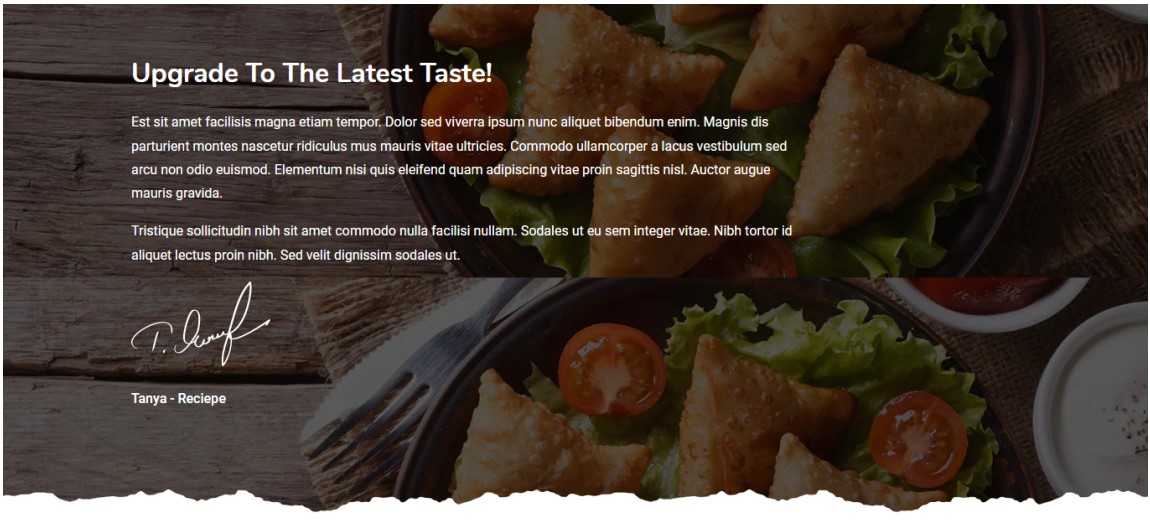 Upgrade To The Latest Taste!
Est sit amet facilisis magna etiam tempor. Dolor sed viverra ipsum nunc aliquet bibendum enim. Magnis dis
parturient montes nascetur ridiculus mus mauris vitae ultricies. Commodo ullamcorper a lacus vestibulum sed
arcu non odio euismod. Elementum nisi quis eleifend quam adipiscing vitae proin sagittis nisl. Auctor augue
mauris gravida.
Tristique sollicitudin nibh sit amet commodo nulla facilisi nullam. Sodales ut eu sem integer vitae. Nibh tortor id
aliquet lectus proin nibh. Sed velit dignissim sodales ut.
T.
Tanya - Reciepe